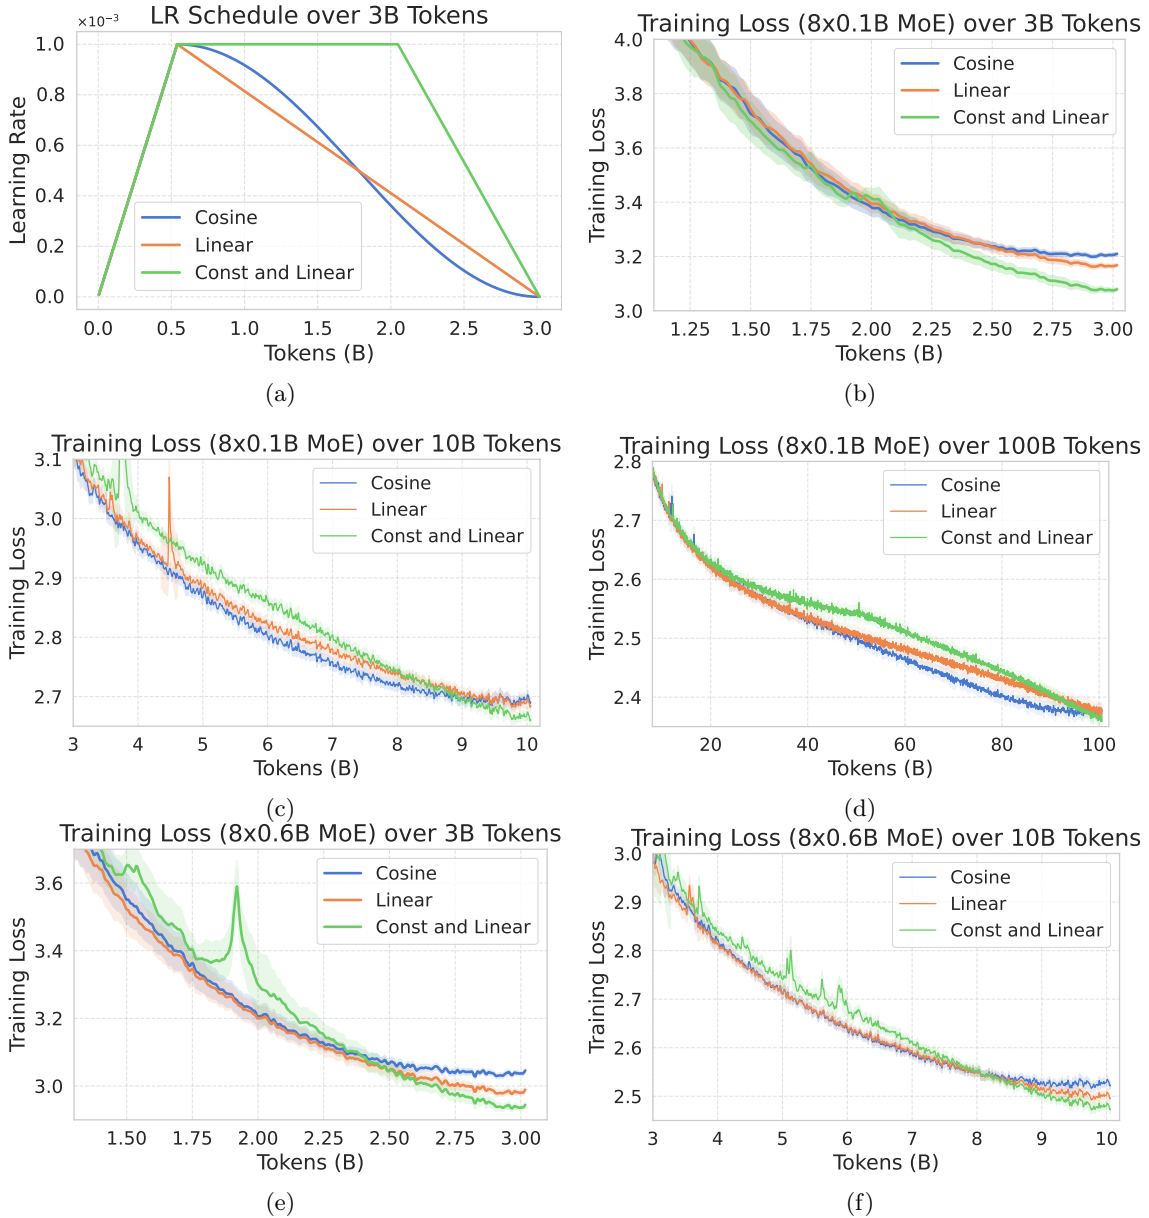 LR Schedule over 3B Tokens
×10⁻³
Learning Rate
1.0
0.8
0.6
0.4
0.2
0.0
Cosine
Linear
Const and Linear
0.0 0.5 1.0 1.5 2.0 2.5 3.0
Tokens (B)
(a)
Training Loss (8x0.1B MoE) over 3B Tokens
Training Loss
4.0
3.8
3.6
3.4
3.2
3.0
Cosine
Linear
Const and Linear
1.25 1.50 1.75 2.00 2.25 2.50 2.75 3.00
Tokens (B)
(b)
Training Loss (8x0.1B MoE) over 10B Tokens
Training Loss
3.1
3.0
2.9
2.8
2.7
Cosine
Linear
Const and Linear
3 4 5 6 7 8 9 10
Tokens (B)
(c)
Training Loss (8x0.1B MoE) over 100B Tokens
Training Loss
2.8
2.7
2.6
2.5
2.4
Cosine
Linear
Const and Linear
20 40 60 80 100
Tokens (B)
(d)
Training Loss (8x0.6B MoE) over 3B Tokens
Training Loss
3.6
3.4
3.2
3.0
Cosine
Linear
Const and Linear
1.50 1.75 2.00 2.25 2.50 2.75 3.00
Tokens (B)
(e)
Training Loss (8x0.6B MoE) over 10B Tokens
Training Loss
3.0
2.9
2.8
2.7
2.6
2.5
Cosine
Linear
Const and Linear
3 4 5 6 7 8 9 10
Tokens (B)
(f)